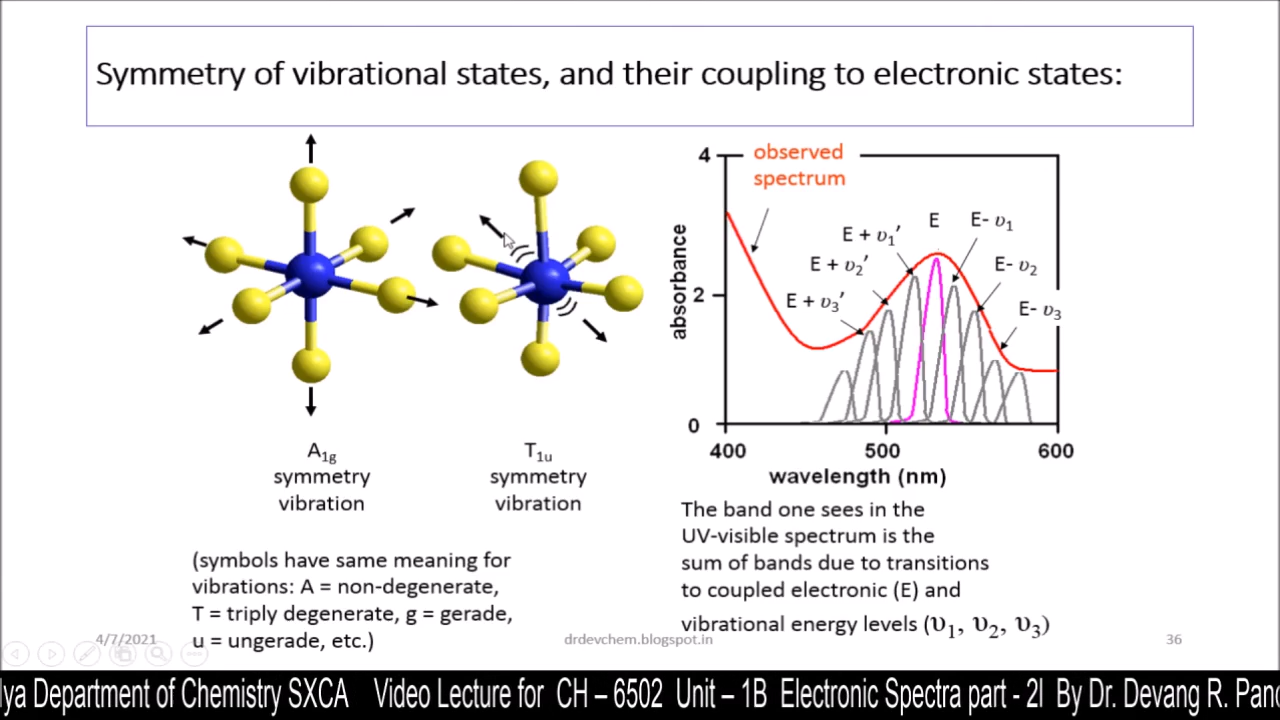 Symmetry of vibrational states, and their coupling to electronic states:
A1g
symmetry
vibration
T1u
symmetry
vibration
(symbols have same meaning for
vibrations: A = non-degenerate,
T = triply degenerate, g = gerade,
u = ungerade, etc.)
observed
spectrum
E + υ1′
E
E- υ1
E + υ2′
E- υ2
E + υ3′
E- υ3
absorbance
4
2
0
400
500
600
wavelength (nm)
The band one sees in the
UV-visible spectrum is the
sum of bands due to transitions
to coupled electronic (E) and
vibrational energy levels (υ1, υ2, υ3)
4/7/2021
drdevchem.blogspot.in
36
lya Department of Chemistry SXCA Video Lecture for CH – 6502 Unit – 1B Electronic Spectra part - 2I By Dr. Devang R. Pand